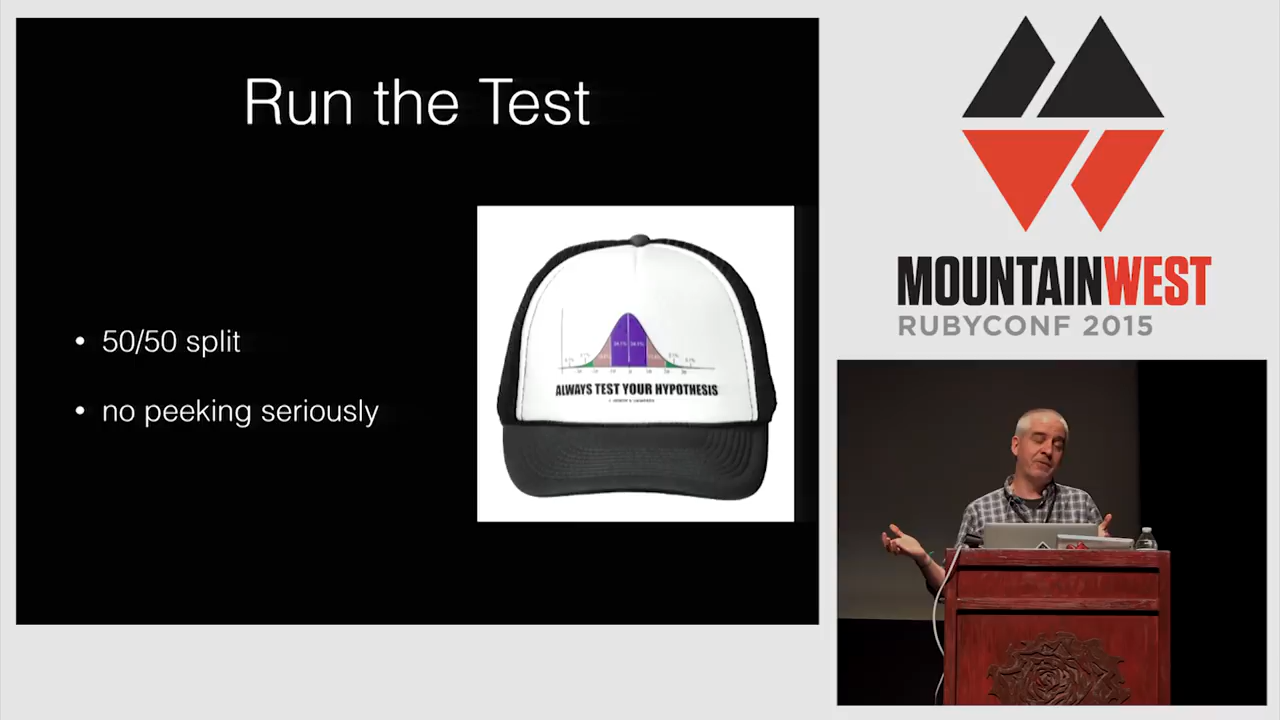 Run the Test
• 50/50 split
• no peeking seriously
ALWAYS TEST YOUR HYPOTHESIS
MOUNTAINWEST
RUBYCONF 2015